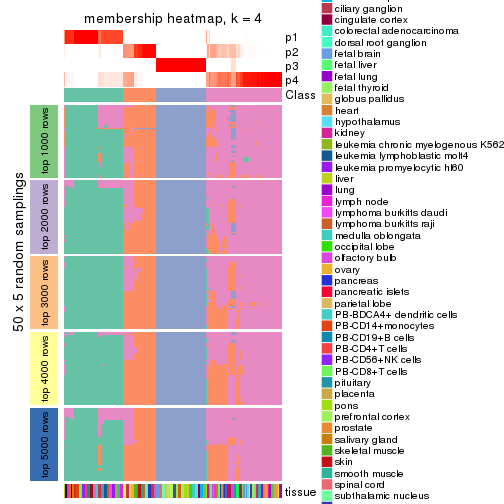 membership heatmap, k = 4
p1
p2
p3
p4
Class
50 x 5 random samplings
top 1000 rows
top 2000 rows
top 3000 rows
top 4000 rows
top 5000 rows
tissue
ciliary ganglion
cingulate cortex
colorectal adenocarcinoma
dorsal root ganglion
fetal brain
fetal liver
fetal lung
fetal thyroid
globus pallidus
heart
hypothalamus
kidney
leukemia chronic myelogenous K562
leukemia lymphoblastic molt4
leukemia promyelocytic hl60
liver
lung
lymph node
lymphoma burkitts daudi
lymphoma burkitts raji
medulla oblongata
occipital lobe
olfactory bulb
ovary
pancreas
pancreatic islets
parietal lobe
PB-BDCA4+ dendritic cells
PB-CD14+monocytes
PB-CD19+B cells
PB-CD4+T cells
PB-CD56+NK cells
PB-CD8+T cells
pituitary
placenta
pons
prefrontal cortex
prostate
salivary gland
skeletal muscle
skin
smooth muscle
spinal cord
subthalamic nucleus